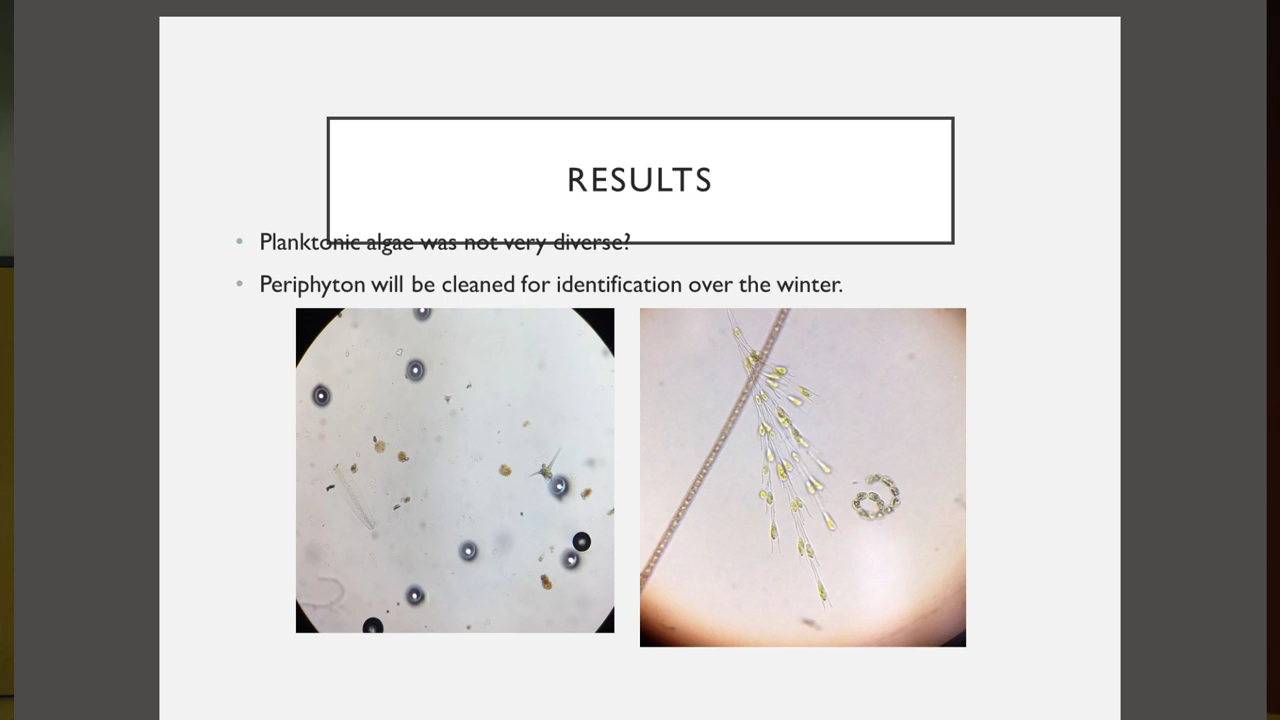 RESULTS
• Planktonic algae was not very diverse?
• Periphyton will be cleaned for identification over the winter.